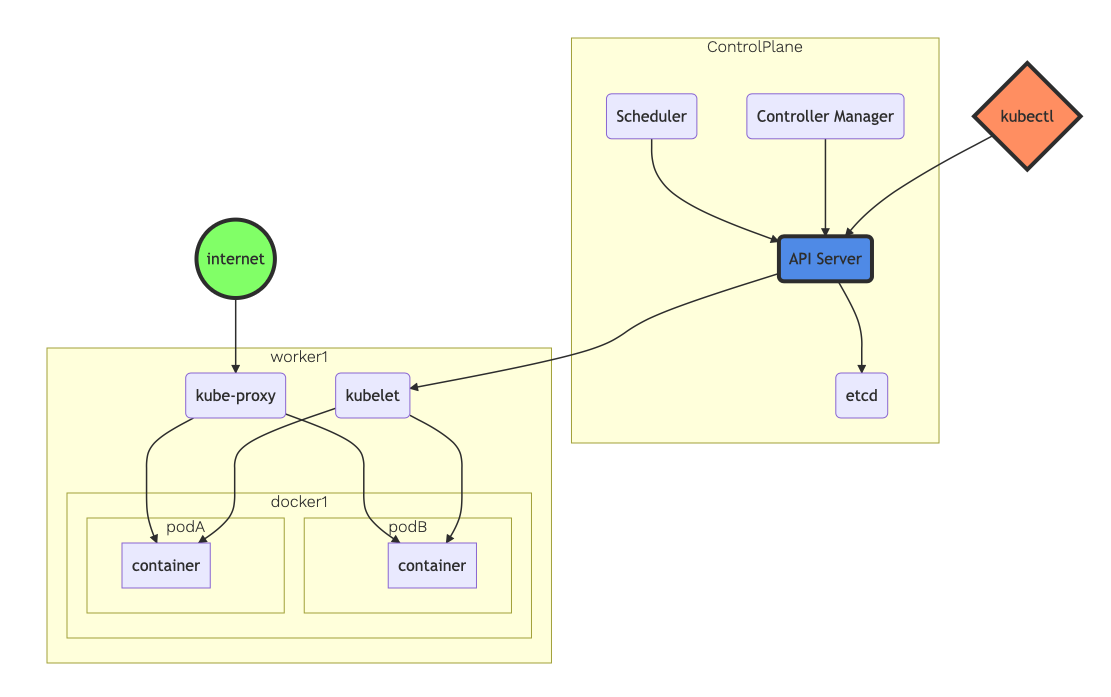 ControlPlane
Scheduler
Controller Manager
kubectl
internet
API Server
worker1
kube-proxy
kubelet
etcd
docker1
podA
podB
container
container